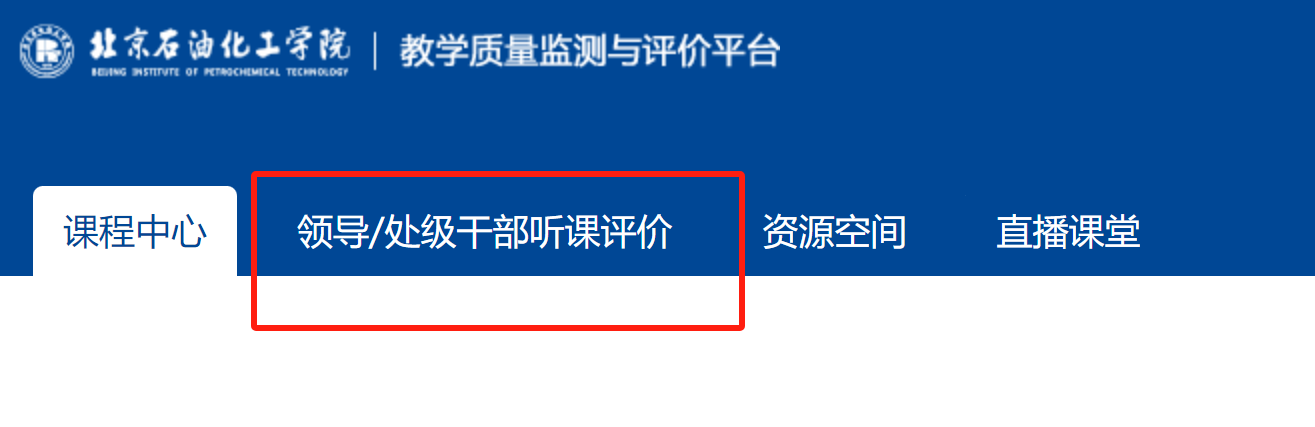 北京石油化工学院 | 教学质量监测与评价平台
BEIJING INSTITUTE OF PETROCHEMICAL TECHNOLOGY
课程中心 领导/处级干部听课评价 资源空间 直播课堂